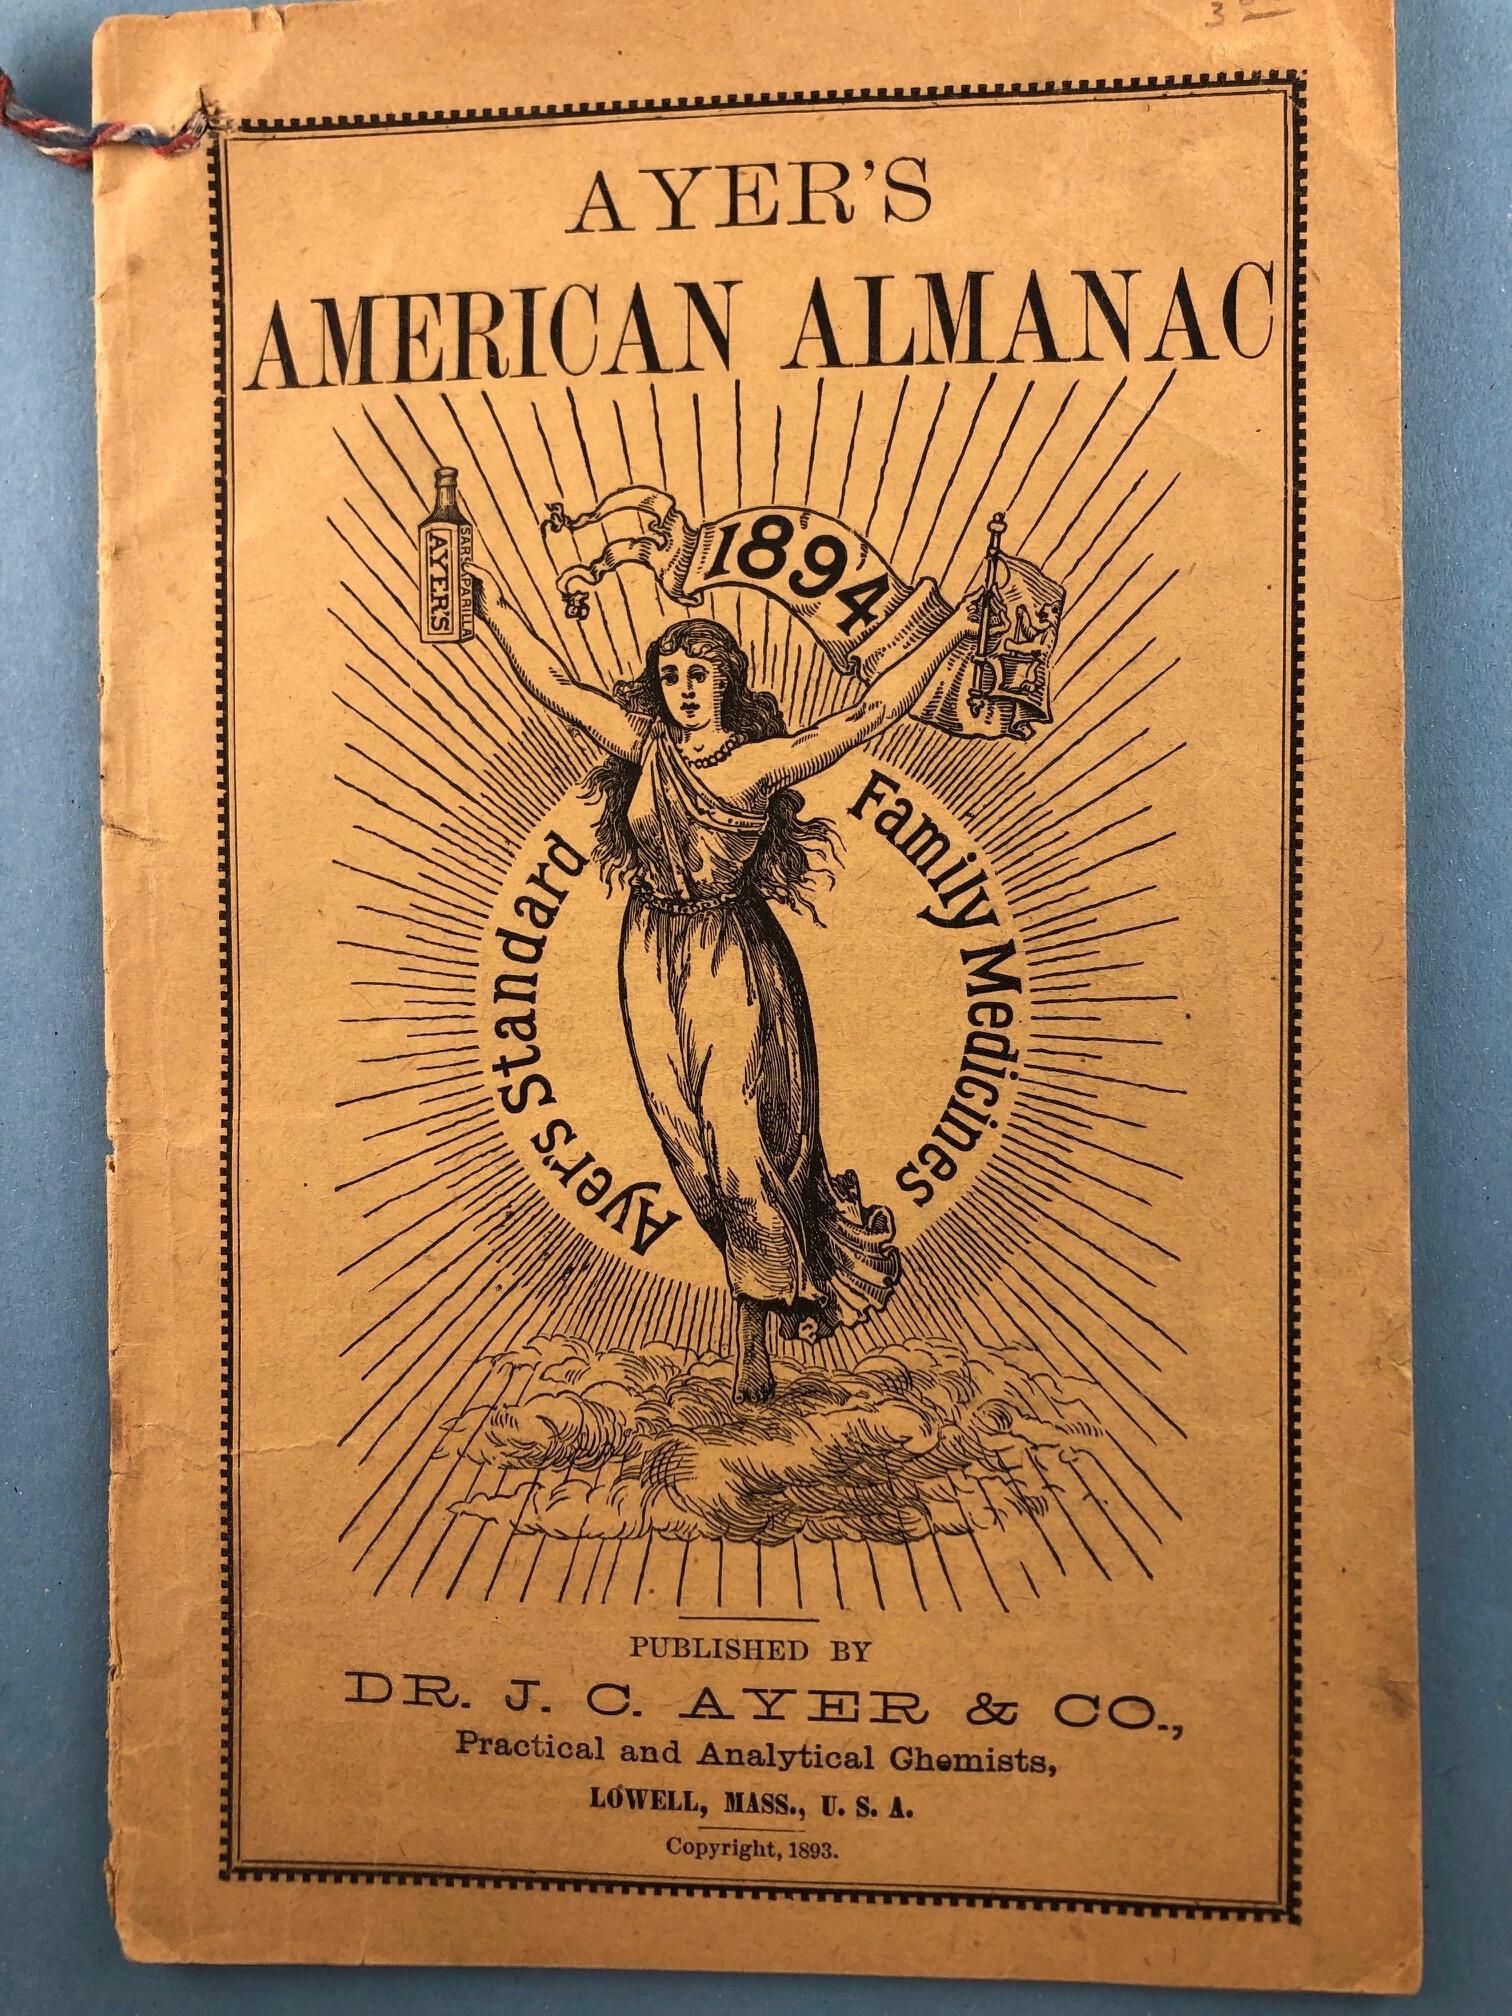 AYER'S
AMERICAN ALMANAC
1894
AYER'S
SARSAPARILLA
Ayer's Standard
Family Medicines
PUBLISHED BY
DR. J. C. AYER & CO.,
Practical and Analytical Chemists,
LOWELL, MASS., U. S. A.
Copyright, 1893.